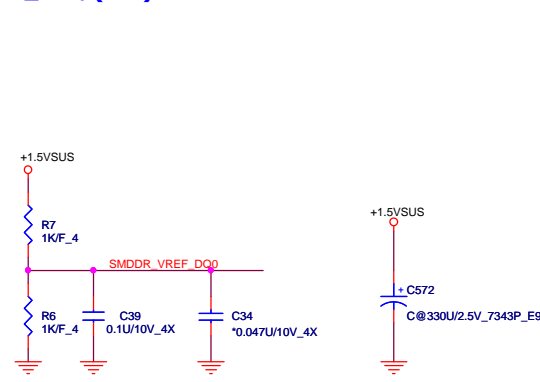 +1.5VSUS
R7
1K/F_4
SMDDR_VREF_DQ0
R6
1K/F_4
C39
0.1U/10V_4X
C34
*0.047U/10V_4X
+1.5VSUS
+ C572
C@330U/2.5V_7343P_E9